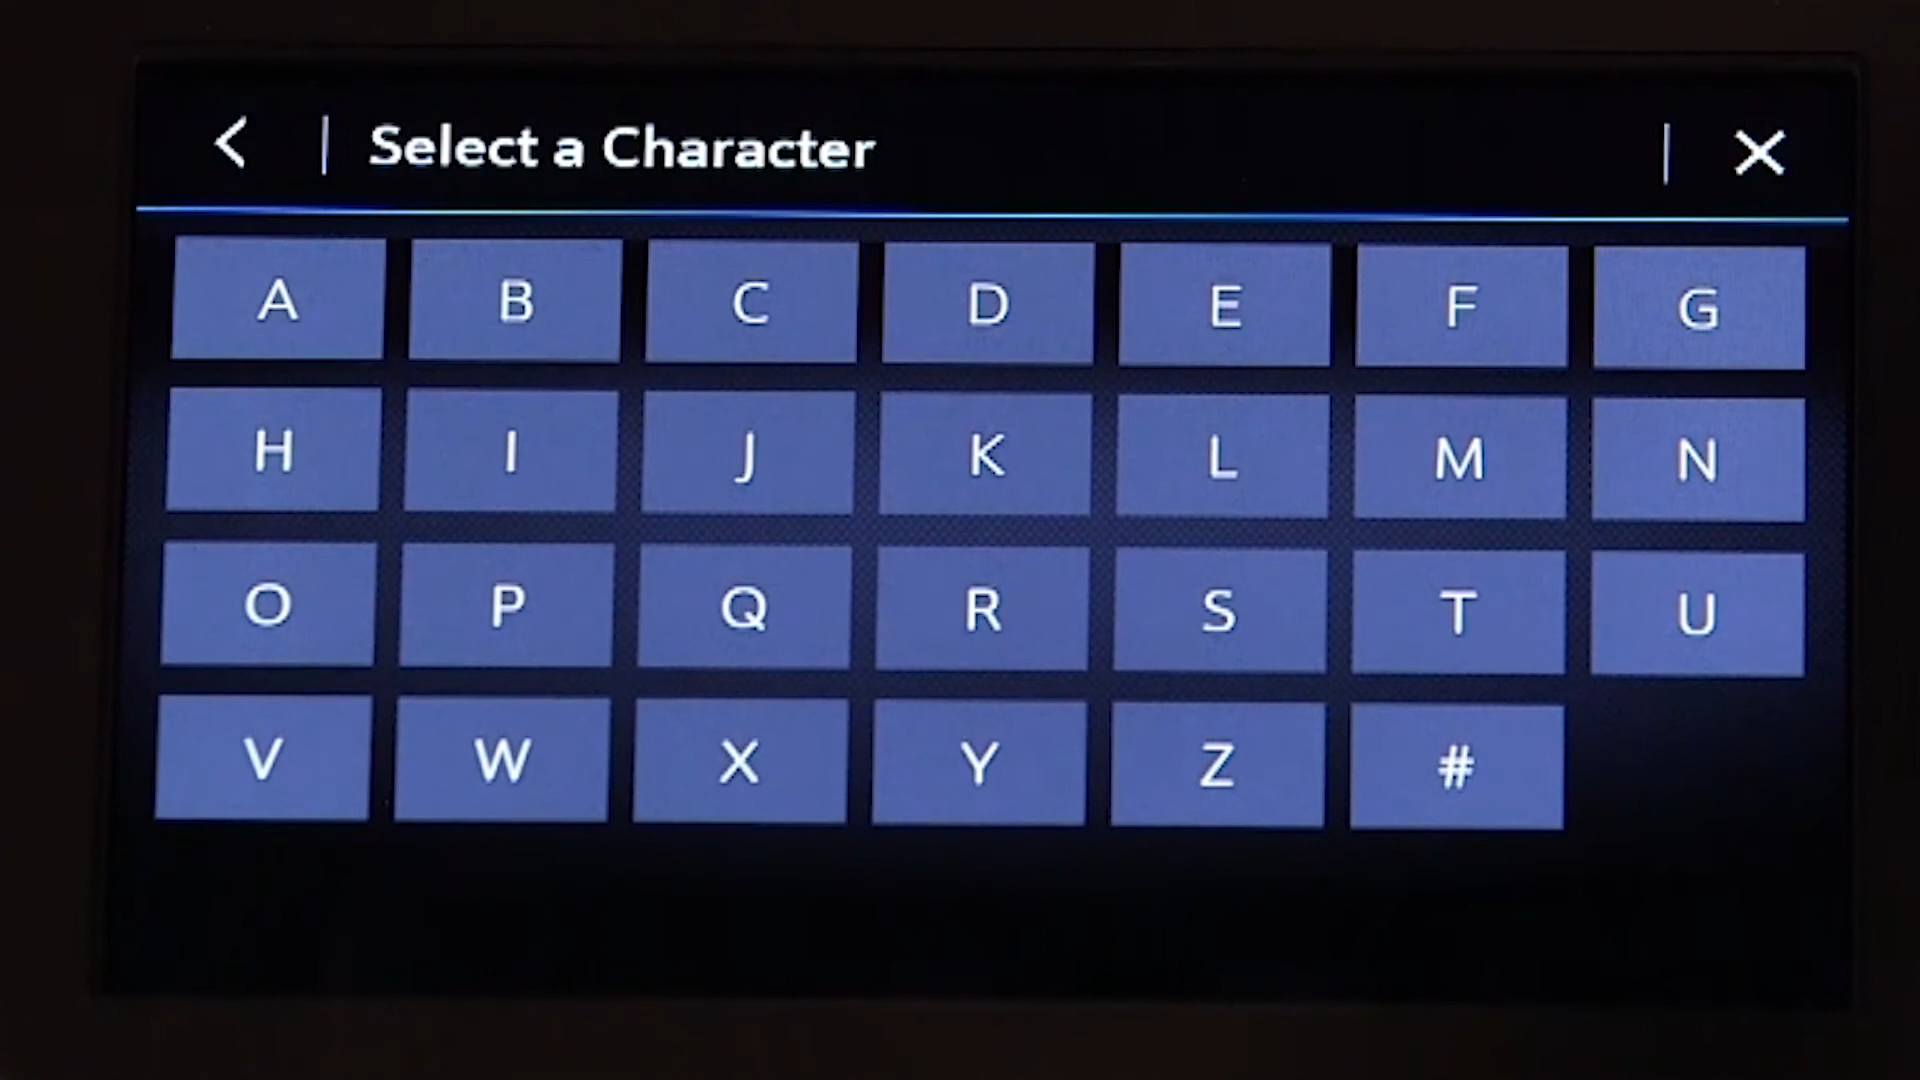 Select a Character
A B C D E F G
H I J K L M N
O P Q R S T U
V W X Y Z #